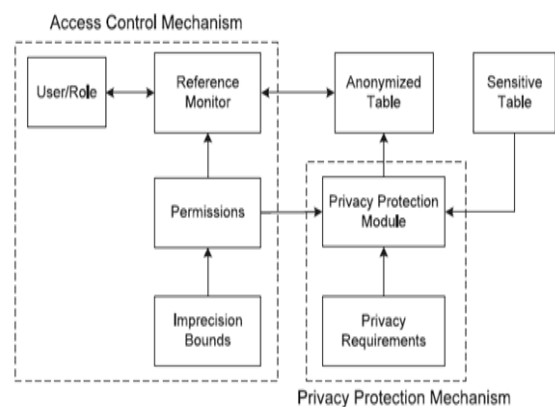 Access Control Mechanism
User/Role
Reference
Monitor
Anonymized
Table
Sensitive
Table
Permissions
Privacy Protection
Module
Imprecision
Bounds
Privacy
Requirements
Privacy Protection Mechanism